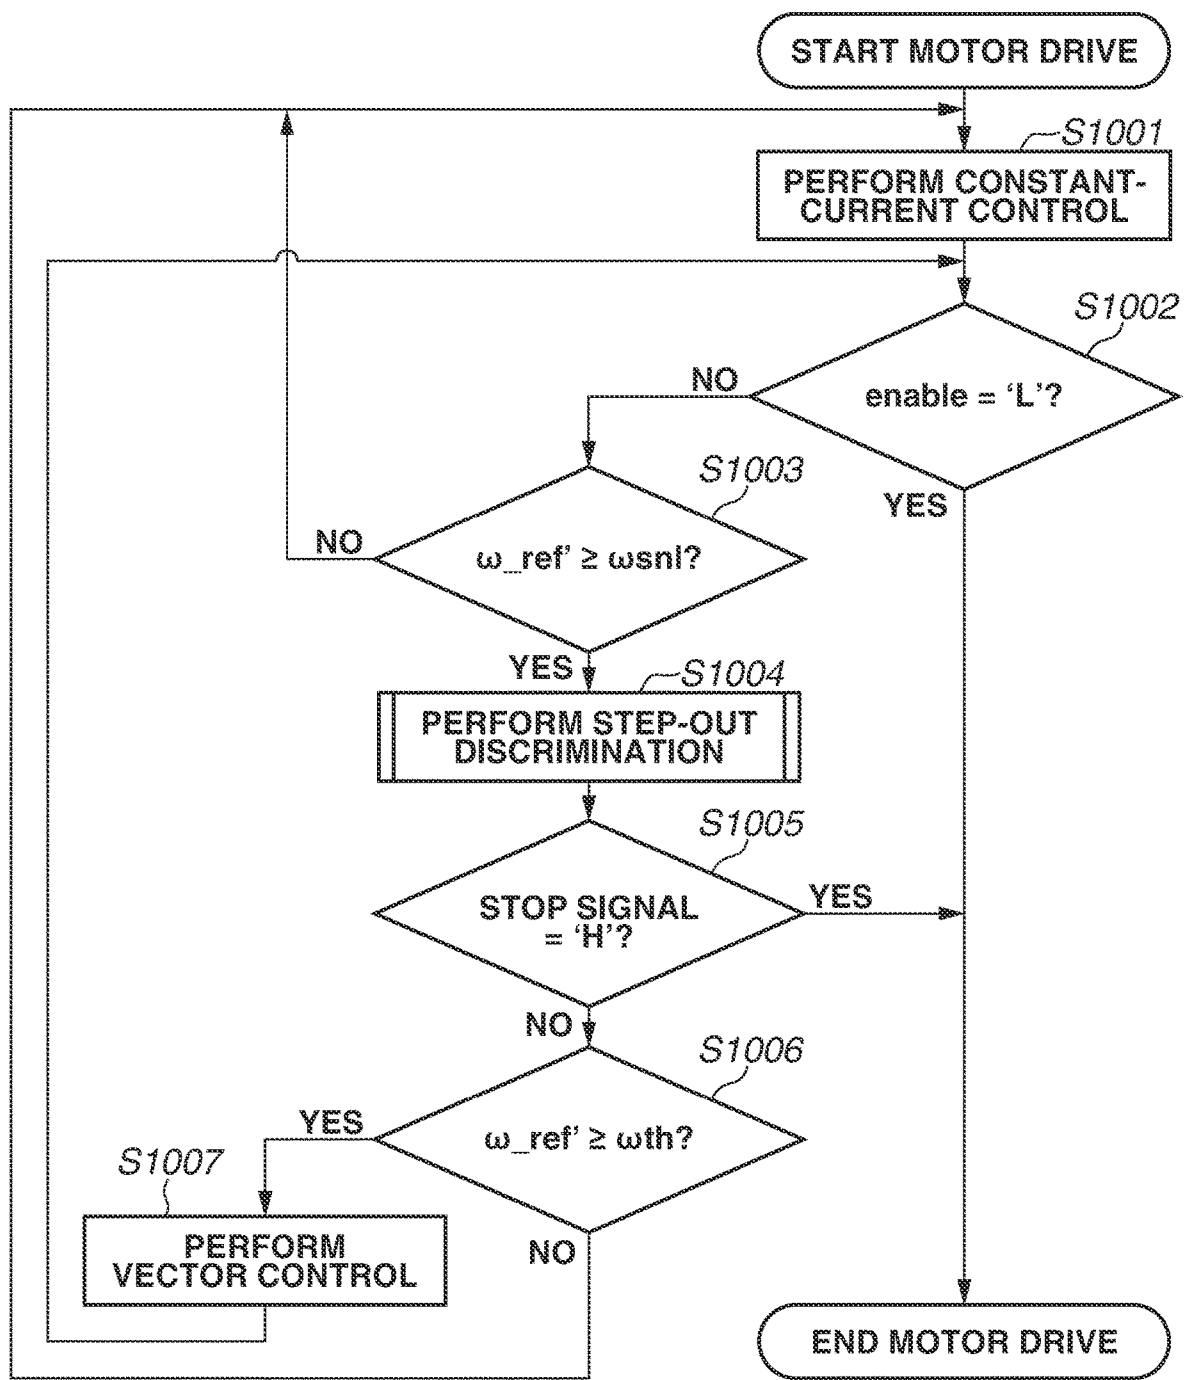 START MOTOR DRIVE
S1001
PERFORM CONSTANT-
CURRENT CONTROL
S1002
enable = ‘L’?
NO
YES
S1003
ω_ref’ ≥ ωsnl?
NO
YES
S1004
PERFORM STEP-OUT
DISCRIMINATION
S1005
STOP SIGNAL
= ‘H’?
YES
NO
S1006
ω_ref’ ≥ ωth?
YES
NO
S1007
PERFORM
VECTOR CONTROL
END MOTOR DRIVE